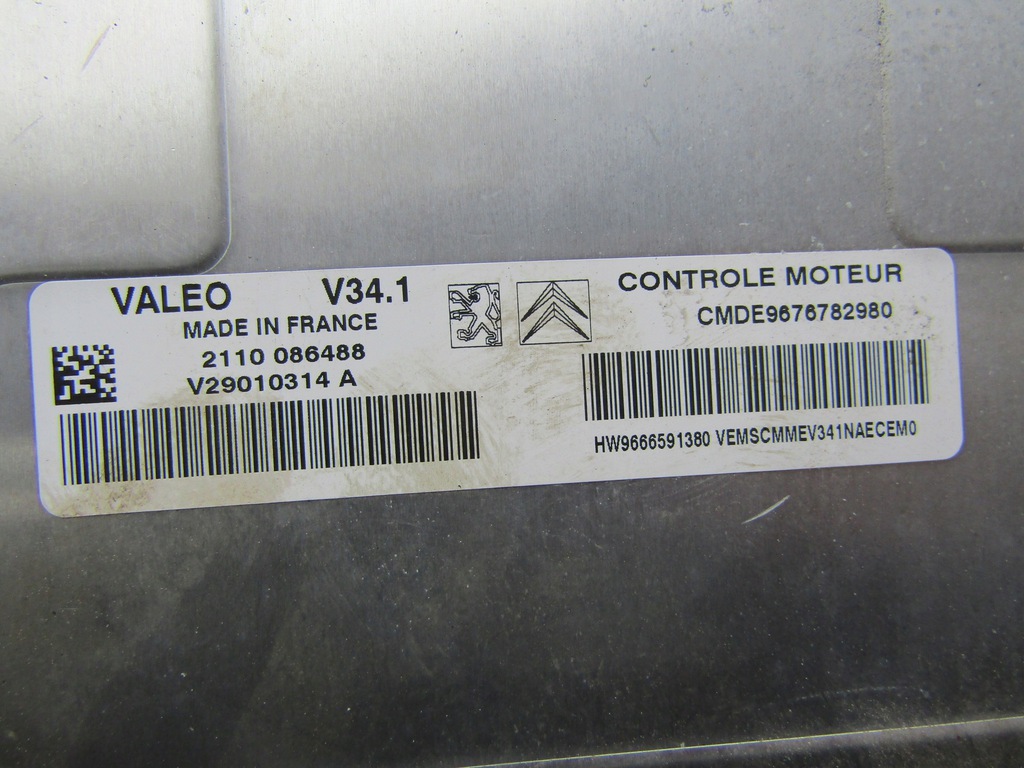 VALEO V34.1
MADE IN FRANCE
2110 086488
V29010314 A
CONTROLE MOTEUR
CMDE9676782980
HW9666591380 VEMSCMMEV341NAECEM0